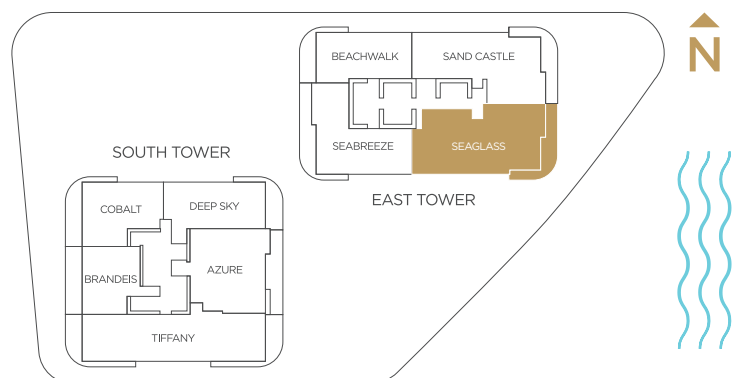 BEACHWALK
SAND CASTLE
N
SEABREEZE
SEAGLASS
EAST TOWER
SOUTH TOWER
COBALT
DEEP SKY
BRANDEIS
AZURE
TIFFANY